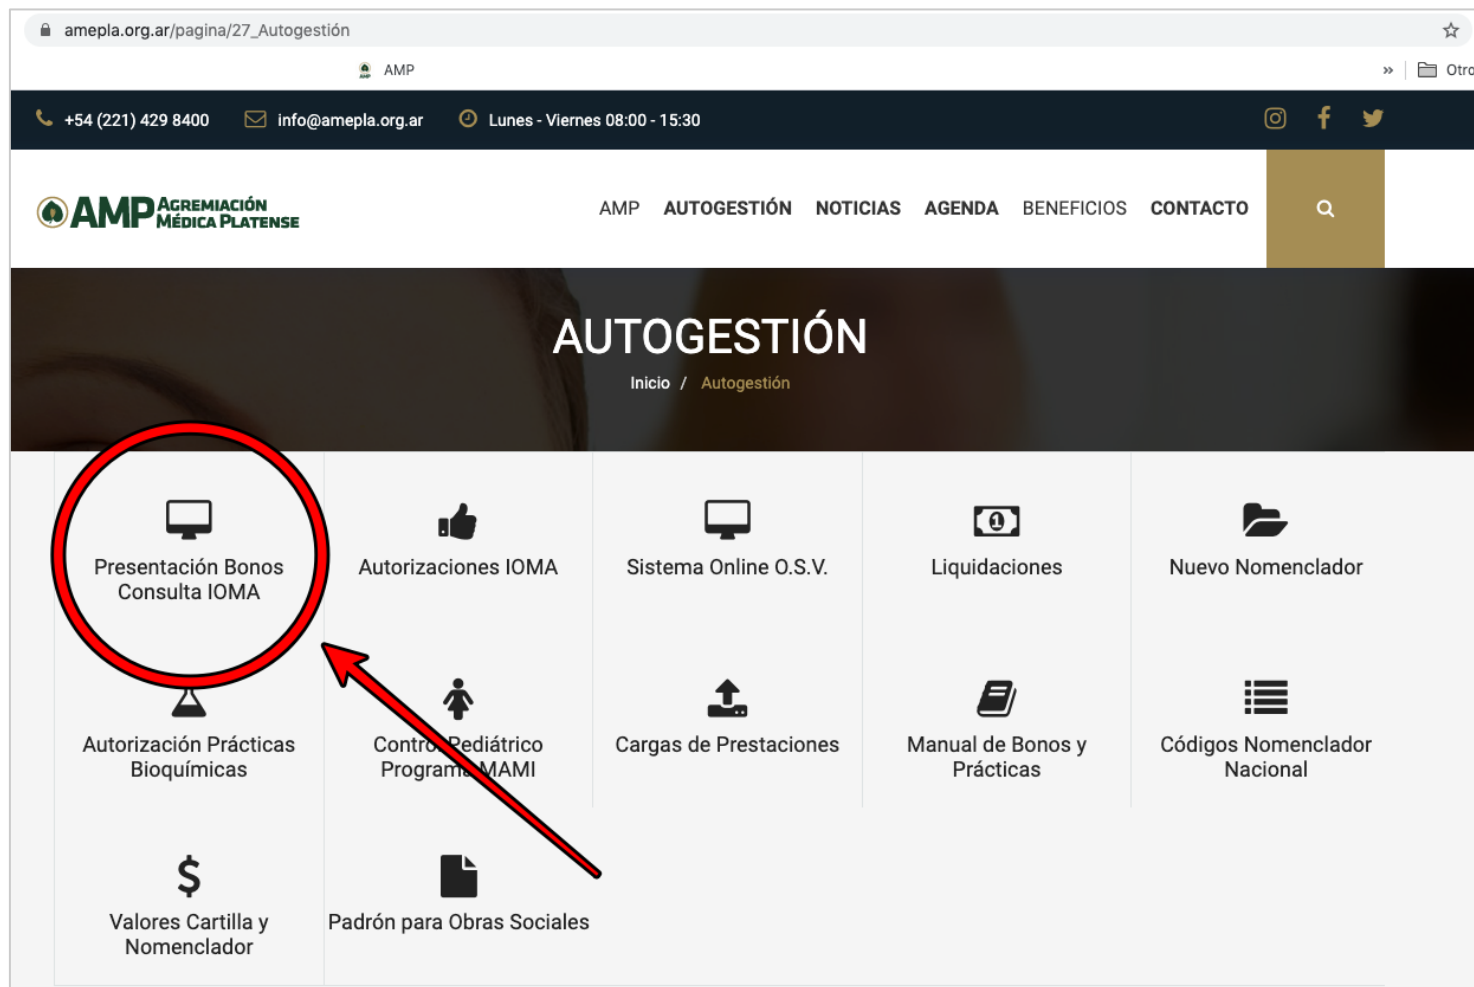 amepla.org.ar/pagina/27_Autogestión
AMP
» Otro
+54 (221) 429 8400 info@amepla.org.ar Lunes - Viernes 08:00 - 15:30
AMP AGREMIACIÓN
MÉDICA PLATENSE
AMP AUTOGESTIÓN NOTICIAS AGENDA BENEFICIOS CONTACTO
AUTOGESTIÓN
Inicio / Autogestión
Presentación Bonos
Consulta IOMA
Autorizaciones IOMA
Sistema Online O.S.V.
Liquidaciones
Nuevo Nomenclador
Autorización Prácticas
Bioquímicas
Control Pediátrico
Programa MAMI
Cargas de Prestaciones
Manual de Bonos y
Prácticas
Códigos Nomenclador
Nacional
Valores Cartilla y
Nomenclador
Padrón para Obras Sociales